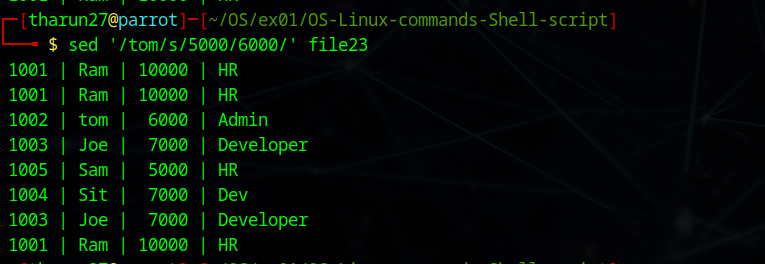 ┌─[tharun27@parrot]─[~/OS/ex01/OS-Linux-commands-Shell-script]
└──╼ $ sed '/tom/s/5000/6000/' file23
1001 | Ram | 10000 | HR
1001 | Ram | 10000 | HR
1002 | tom |  6000 | Admin
1003 | Joe |  7000 | Developer
1005 | Sam |  5000 | HR
1004 | Sit |  7000 | Dev
1003 | Joe |  7000 | Developer
1001 | Ram | 10000 | HR